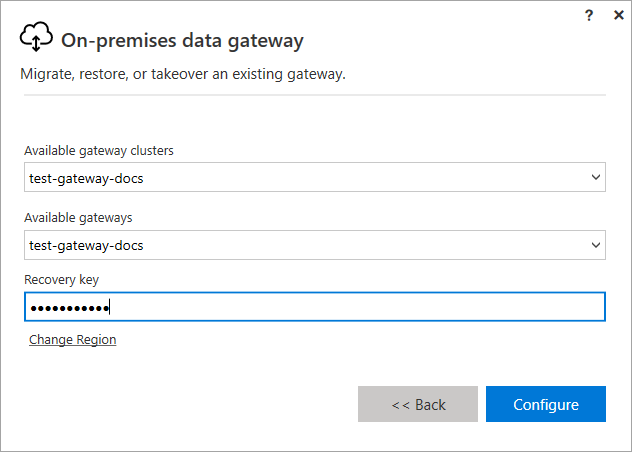 ? ×
On-premises data gateway
Migrate, restore, or takeover an existing gateway.
Available gateway clusters
test-gateway-docs
Available gateways
test-gateway-docs
Recovery key
●●●●●●●●●●●
Change Region
<< Back Configure